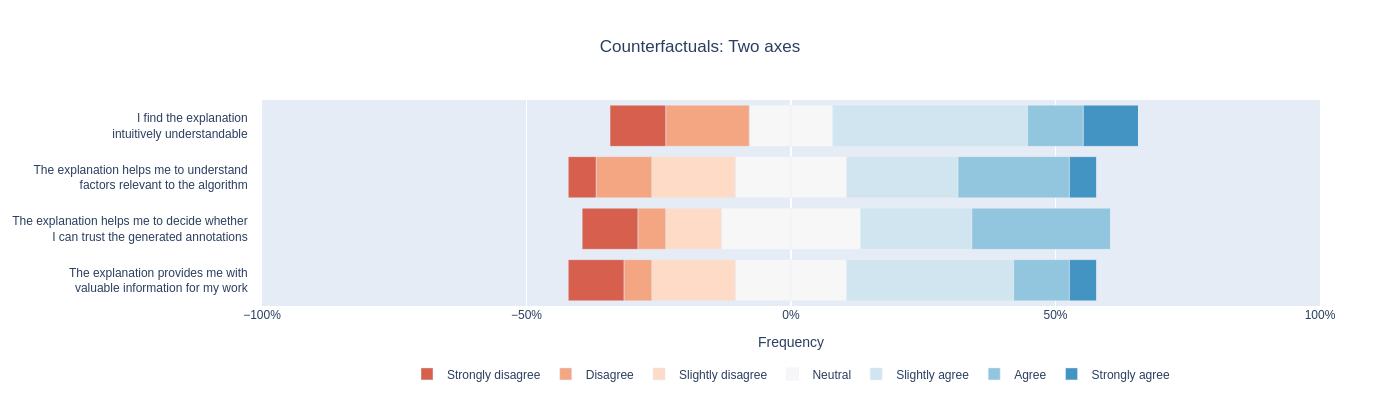 Counterfactuals: Two axes
I find the explanation
intuitively understandable
The explanation helps me to understand
factors relevant to the algorithm
The explanation helps me to decide whether
I can trust the generated annotations
The explanation provides me with
valuable information for my work
−100% −50% 0% 50% 100%
Frequency
Strongly disagree Disagree Slightly disagree Neutral Slightly agree Agree Strongly agree